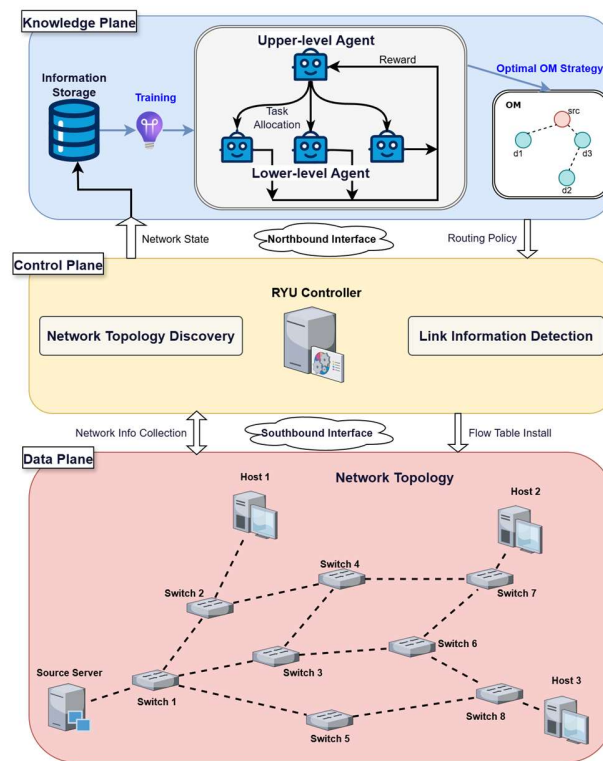 Knowledge Plane
Upper-level Agent
Reward
Information
Storage
Training
Optimal OM Strategy
Task
Allocation
Lower-level Agent
OM
src
d1
d3
d2
Network State
Northbound Interface
Routing Policy
Control Plane
RYU Controller
Network Topology Discovery
Link Information Detection
Network Info Collection
Southbound Interface
Flow Table Install
Data Plane
Network Topology
Host 1
Host 2
Switch 4
Switch 2
Switch 7
Switch 6
Source Server
Switch 3
Switch 1
Host 3
Switch 5
Switch 8